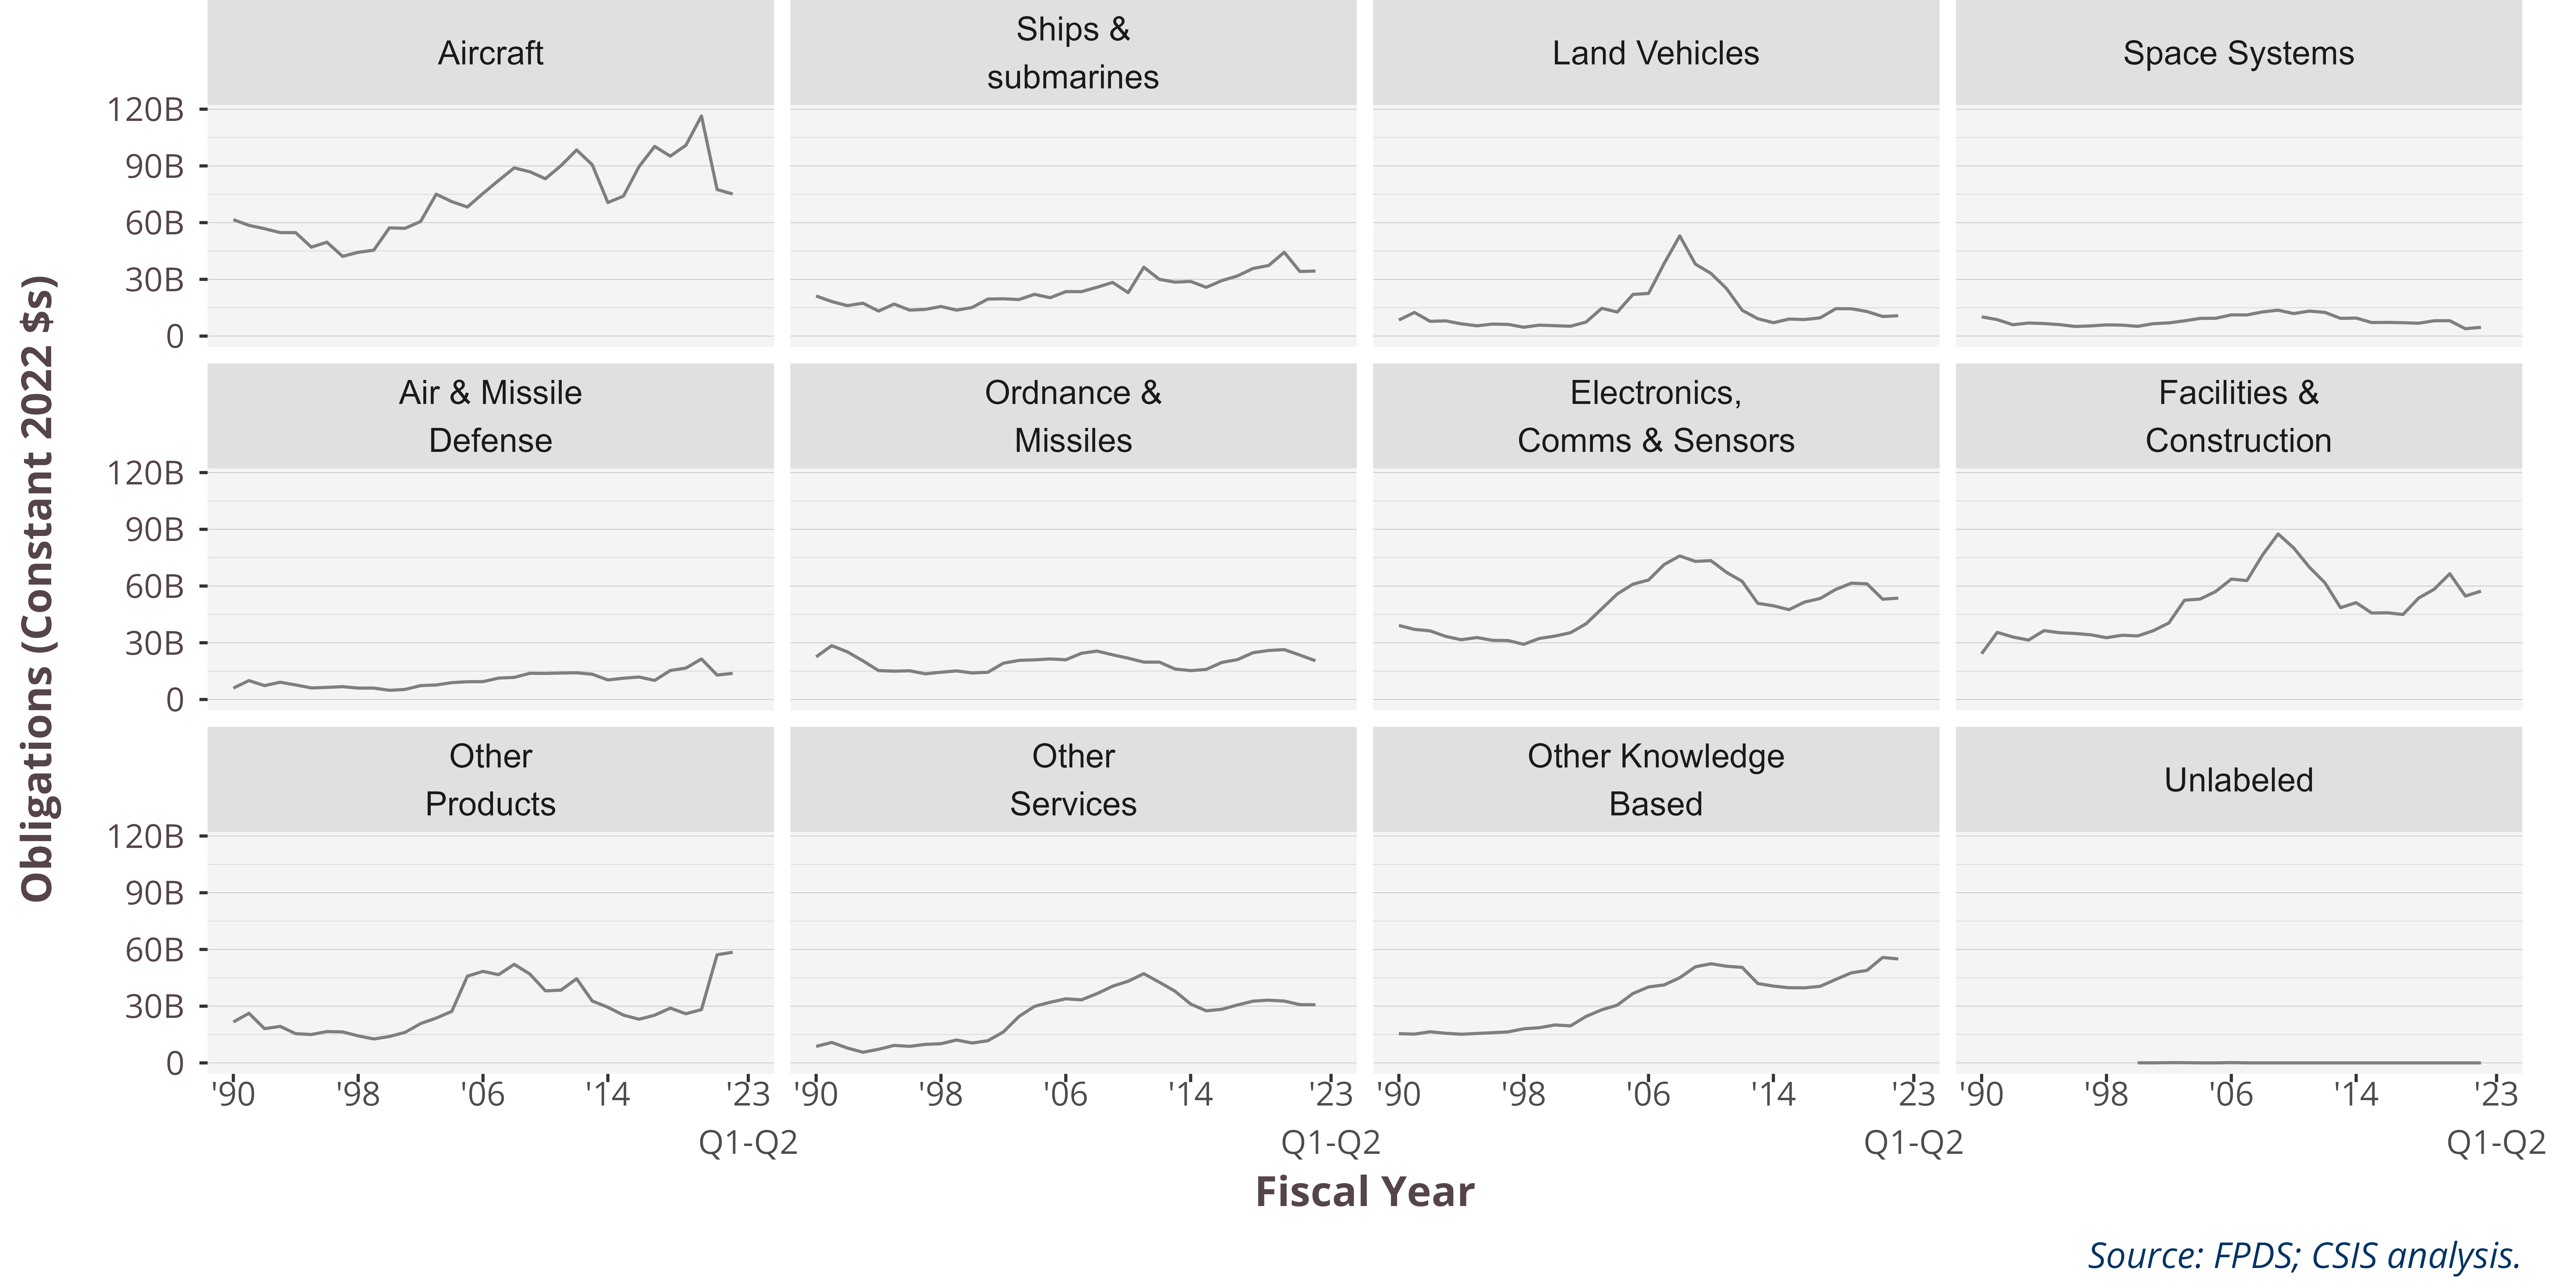 Aircraft
Ships &
submarines
Land Vehicles
Space Systems
120B
90B
60B
30B
0
Air & Missile
Defense
Ordnance &
Missiles
Electronics,
Comms & Sensors
Facilities &
Construction
120B
90B
60B
30B
0
Other
Products
Other
Services
Other Knowledge
Based
Unlabeled
120B
90B
60B
30B
0
'90 '98 '06 '14 '23
Q1-Q2
'90 '98 '06 '14 '23
Q1-Q2
'90 '98 '06 '14 '23
Q1-Q2
'90 '98 '06 '14 '23
Q1-Q2
Obligations (Constant 2022 $s)
Fiscal Year
Source: FPDS; CSIS analysis.